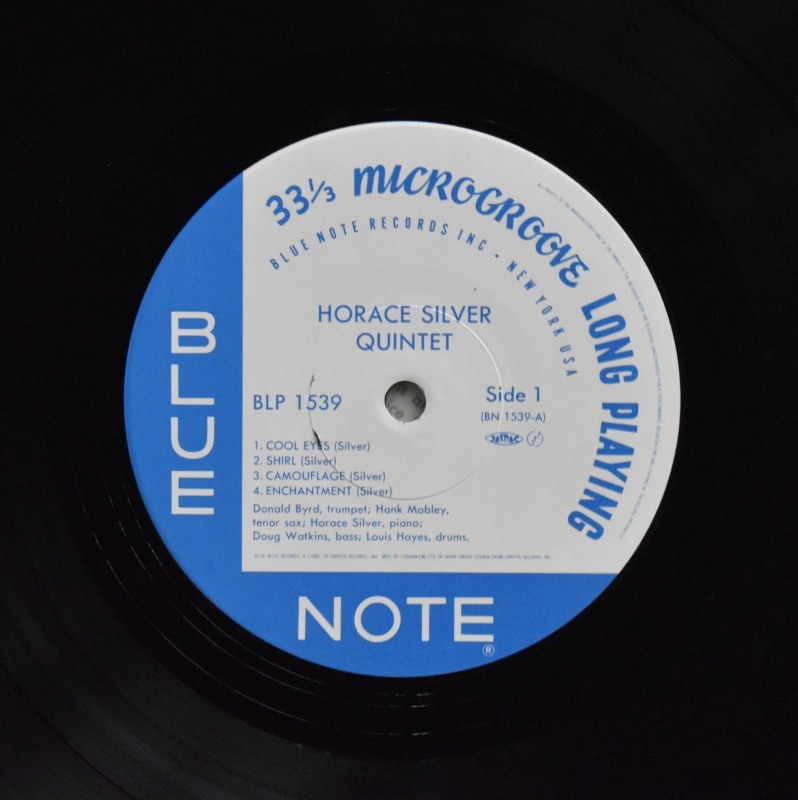 33⅓ MICROGROOVE LONG PLAYING
BLUE NOTE RECORDS INC • NEW YORK USA
HORACE SILVER
QUINTET
BLP 1539
Side 1
(BN 1539-A)
JASRAC
1. COOL EYES (Silver)
2. SHIRL (Silver)
3. CAMOUFLAGE (Silver)
4. ENCHANTMENT (Silver)
Donald Byrd, trumpet; Hank Mobley,
tenor sax; Horace Silver, piano;
Doug Watkins, bass; Louis Hayes, drums.
BLUE
NOTE
®